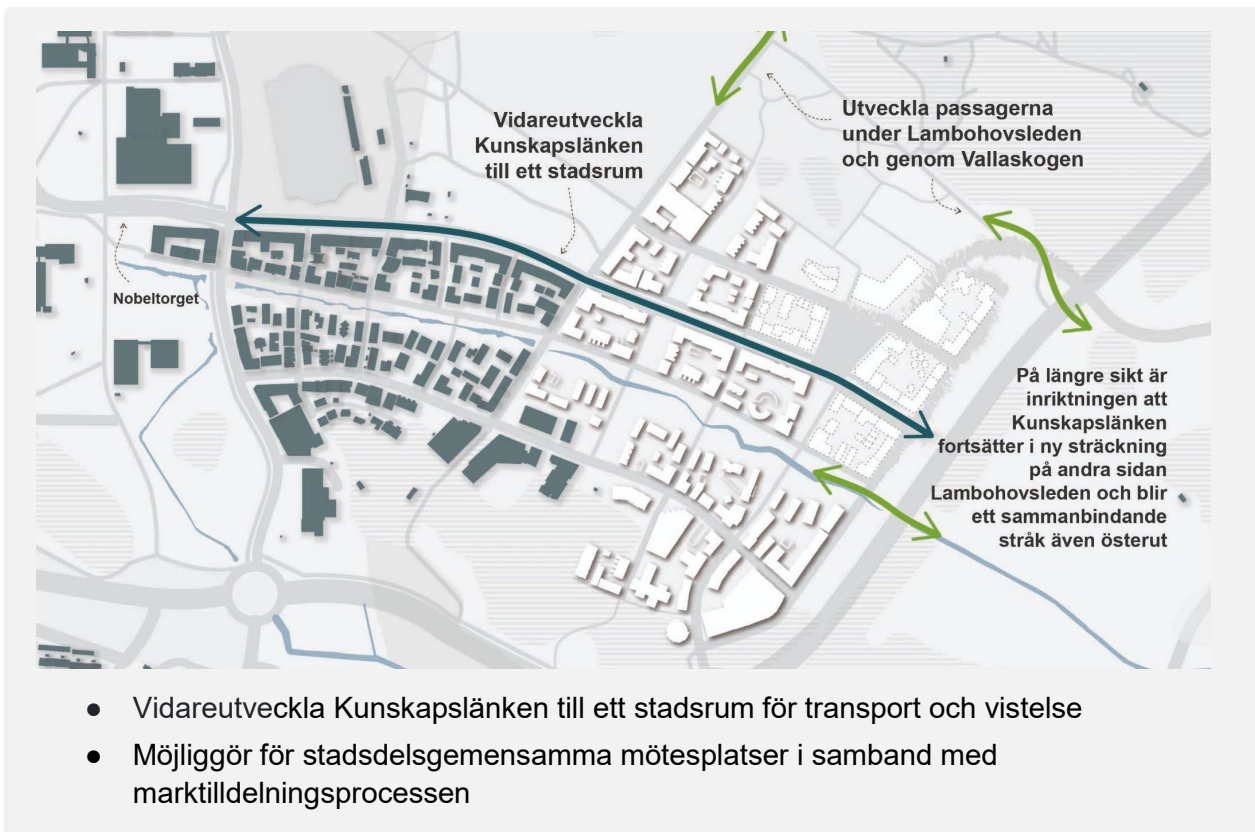 Vidareutveckla
Kunskapslänken
till ett stadsrum
Utveckla passagerna
under Lambohovsleden
och genom Vallaskogen
Nobeltorget
På längre sikt är
inriktningen att
Kunskapslänken
fortsätter i ny sträckning
på andra sidan
Lambohovsleden och blir
ett sammanbindande
stråk även österut
● Vidareutveckla Kunskapslänken till ett stadsrum för transport och vistelse
● Möjliggör för stadsdelsgemensamma mötesplatser i samband med
marktilldelningsprocessen